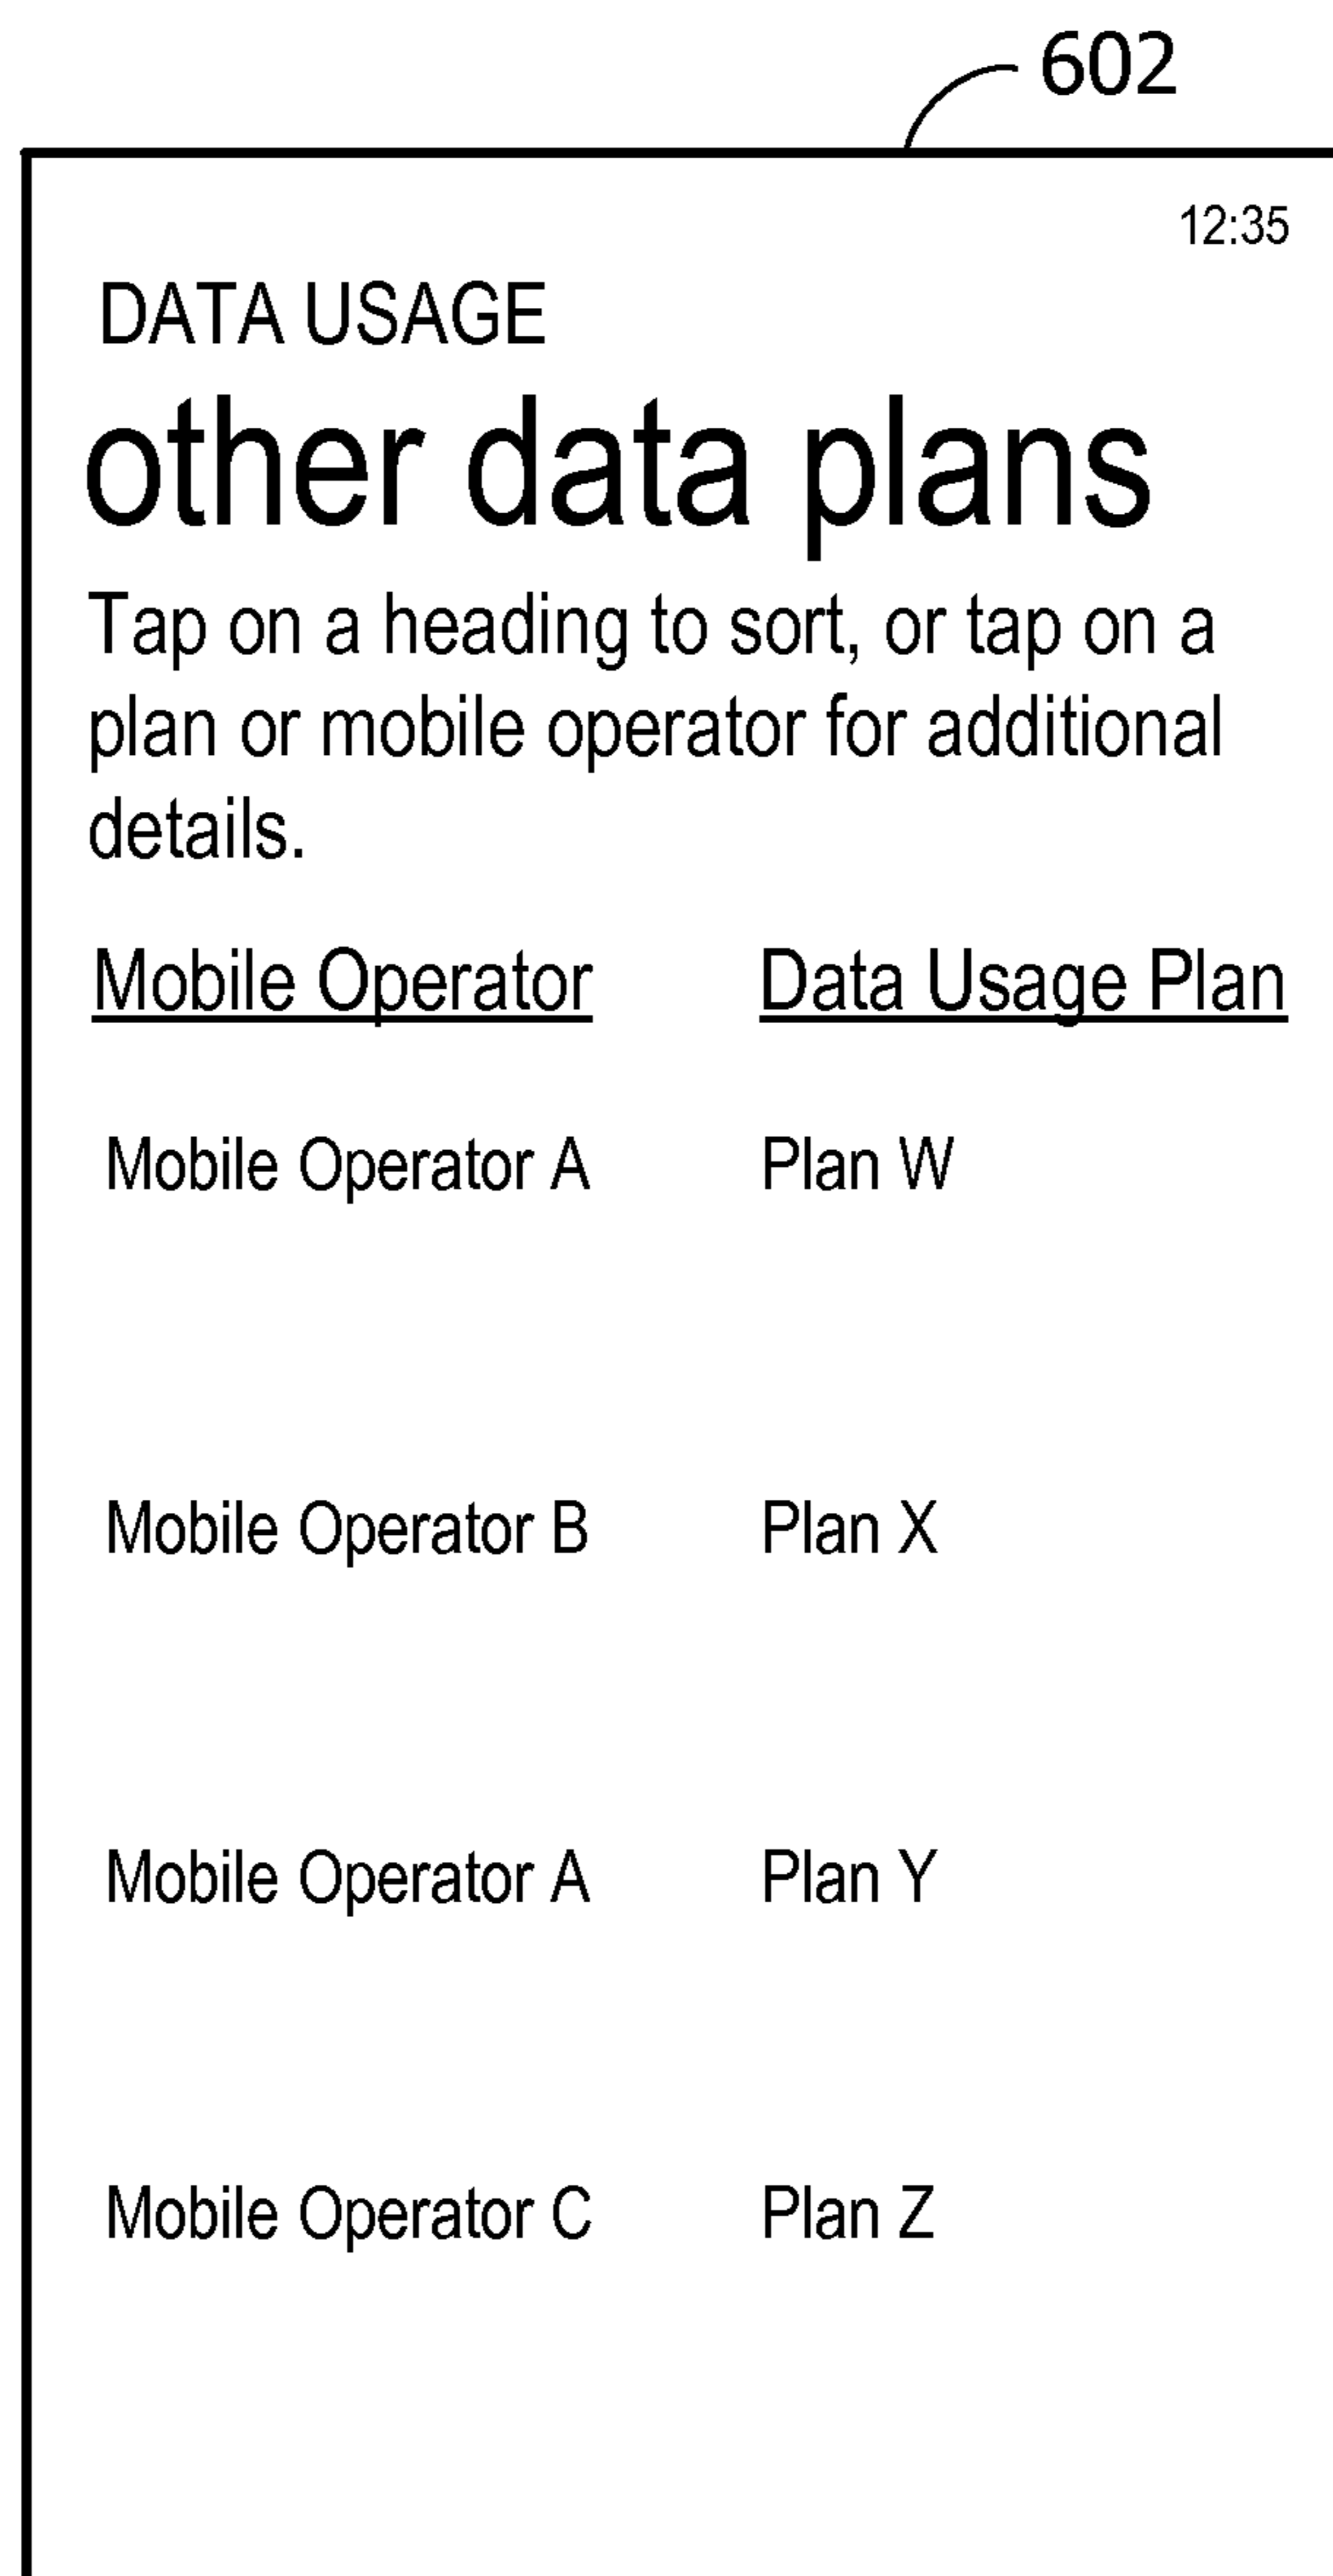 602
12:35
DATA USAGE
other data plans
Tap on a heading to sort, or tap on a
plan or mobile operator for additional
details.
Mobile Operator Data Usage Plan
Mobile Operator A Plan W
Mobile Operator B Plan X
Mobile Operator A Plan Y
Mobile Operator C Plan Z